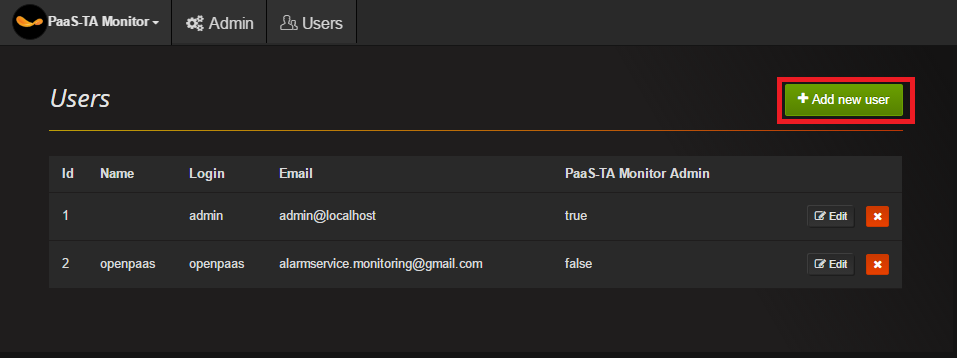 PaaS-TA Monitor Admin Users
Users Add new user
Id Name Login Email PaaS-TA Monitor Admin
1 admin admin@localhost true Edit
2 openpaas openpaas alarmservice.monitoring@gmail.com false Edit